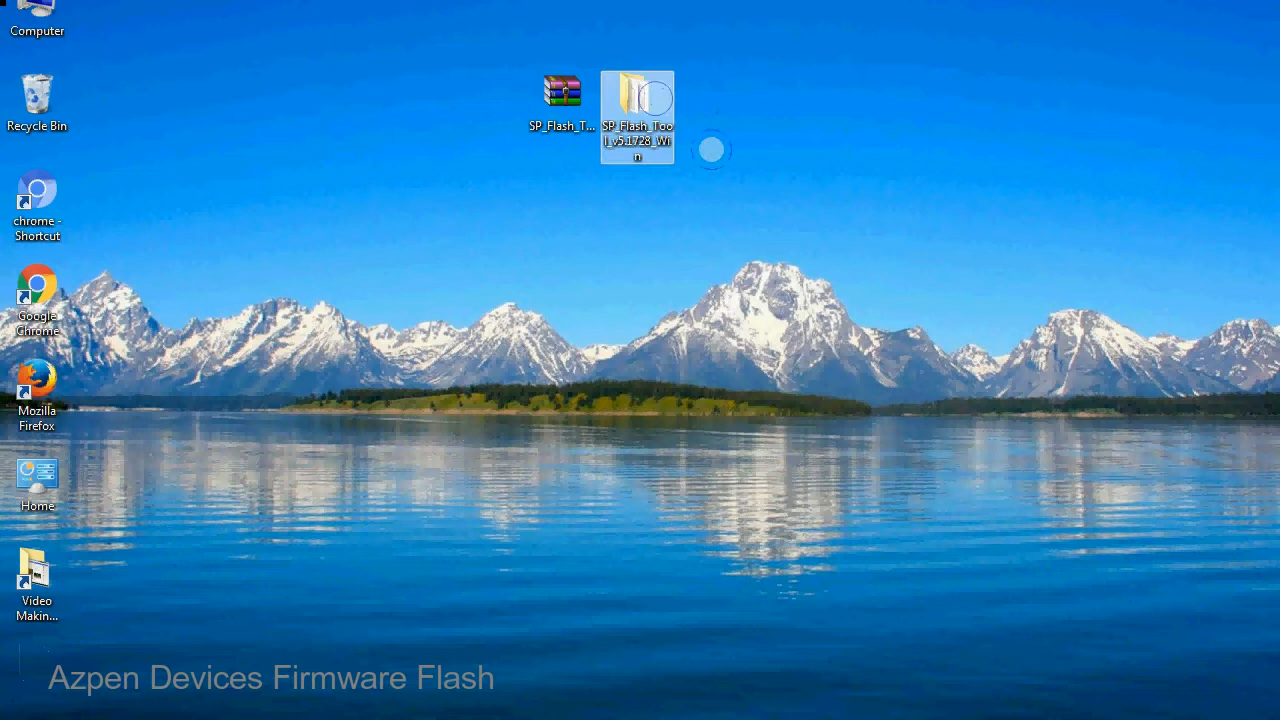 Computer
Recycle Bin
chrome -
Shortcut
Google
Chrome
Mozilla
Firefox
Home
Video
Makin...
SP_Flash_T...
SP_Flash_Too
l_v5.1728_Wi
n
Azpen Devices Firmware Flash